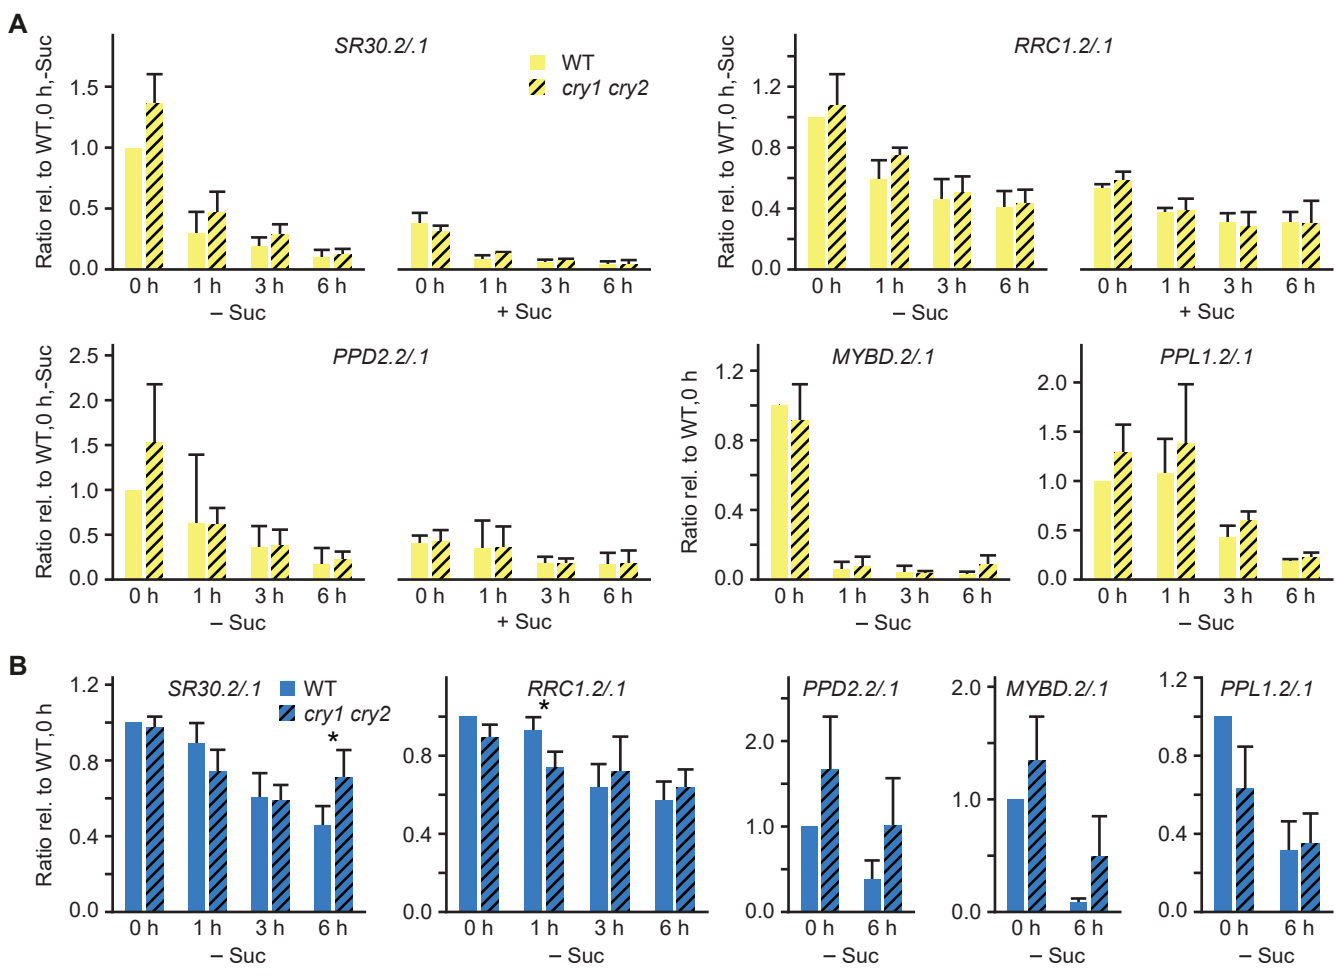 A
SR30.2/.1
WT
cry1 cry2
Ratio rel. to WT,0 h,-Suc
1.5
1.0
0.5
0.0
0 h 1 h 3 h 6 h 0 h 1 h 3 h 6 h
– Suc + Suc
RRC1.2/.1
Ratio rel. to WT,0 h,-Suc
1.2
0.8
0.4
0.0
0 h 1 h 3 h 6 h 0 h 1 h 3 h 6 h
– Suc + Suc
PPD2.2/.1
Ratio rel. to WT,0 h,-Suc
2.5
2.0
1.5
1.0
0.5
0.0
0 h 1 h 3 h 6 h 0 h 1 h 3 h 6 h
– Suc + Suc
MYBD.2/.1
Ratio rel. to WT,0 h
1.2
0.8
0.4
0.0
0 h 1 h 3 h 6 h
– Suc
PPL1.2/.1
2.0
1.5
1.0
0.5
0.0
0 h 1 h 3 h 6 h
– Suc
B
SR30.2/.1
WT
cry1 cry2
*
Ratio rel. to WT,0 h
1.2
0.8
0.4
0.0
0 h 1 h 3 h 6 h
– Suc
RRC1.2/.1
*
0.8
0.4
0.0
0 h 1 h 3 h 6 h
– Suc
PPD2.2/.1
2.0
1.0
0.0
0 h 6 h
– Suc
MYBD.2/.1
2.0
1.0
0.0
0 h 6 h
– Suc
PPL1.2/.1
1.2
0.8
0.4
0.0
0 h 6 h
– Suc